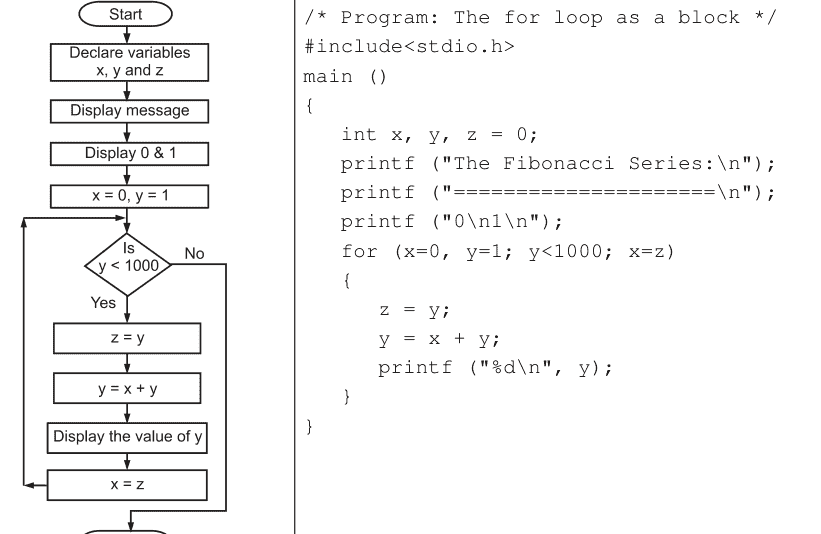 Start
Declare variables
x, y and z
Display message
Display 0 & 1
x = 0, y = 1
Is
y < 1000
No
Yes
z = y
y = x + y
Display the value of y
x = z
/* Program: The for loop as a block */
#include<stdio.h>
main ()
{
int x, y, z = 0;
printf ("The Fibonacci Series:\n");
printf ("=====================\n");
printf ("0\n1\n");
for (x=0, y=1; y<1000; x=z)
{
z = y;
y = x + y;
printf ("%d\n", y);
}
}